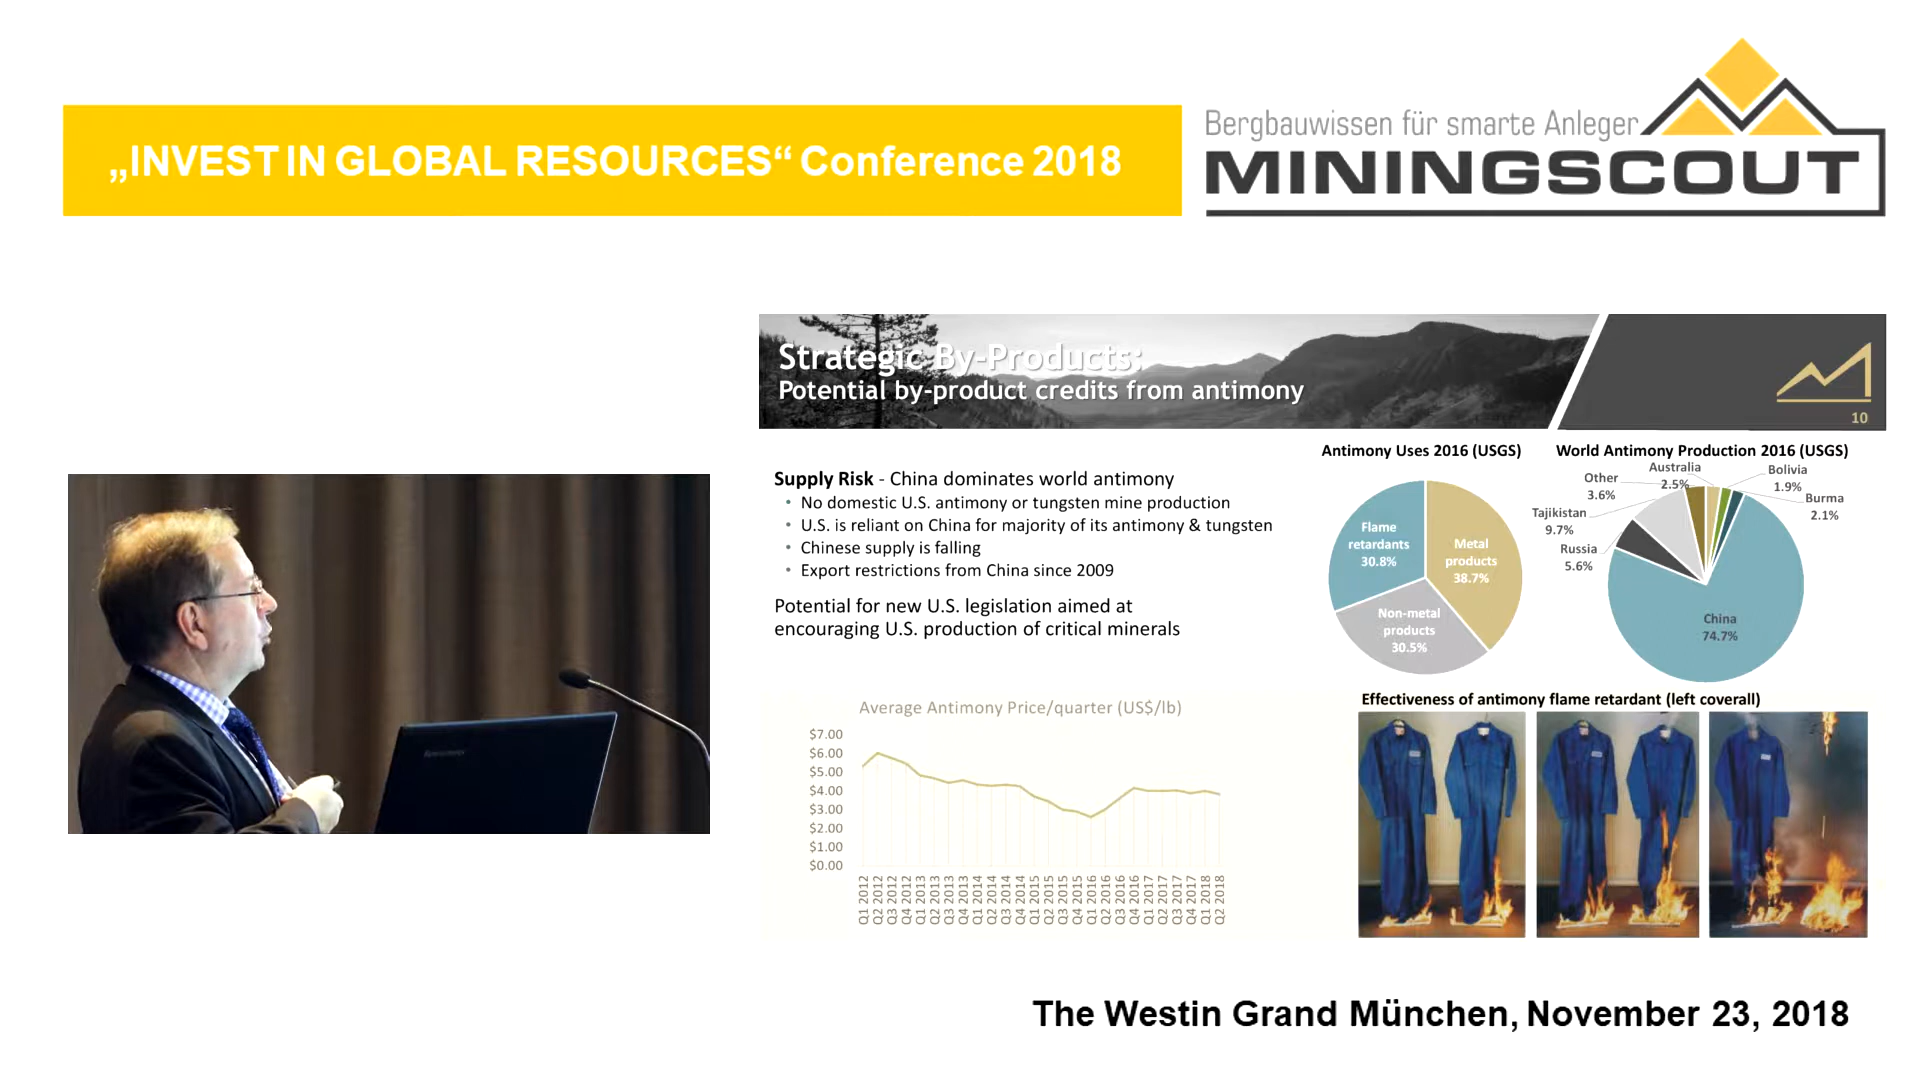 „INVEST IN GLOBAL RESOURCES“ Conference 2018
Bergbauwissen für smarte Anleger
MININGSCOUT
Strategic By-Products:
Potential by-product credits from antimony
10
Supply Risk - China dominates world antimony
• No domestic U.S. antimony or tungsten mine production
• U.S. is reliant on China for majority of its antimony & tungsten
• Chinese supply is falling
• Export restrictions from China since 2009
Potential for new U.S. legislation aimed at
encouraging U.S. production of critical minerals
Antimony Uses 2016 (USGS)
Flame
retardants
30.8%
Metal
products
38.7%
Non-metal
products
30.5%
World Antimony Production 2016 (USGS)
Australia
2.5%
Bolivia
1.9%
Other
3.6%
Burma
2.1%
Tajikistan
9.7%
Russia
5.6%
China
74.7%
Average Antimony Price/quarter (US$/lb)
$7.00
$6.00
$5.00
$4.00
$3.00
$2.00
$1.00
$0.00
Q1 2012
Q2 2012
Q3 2012
Q4 2012
Q1 2013
Q2 2013
Q3 2013
Q4 2013
Q1 2014
Q2 2014
Q3 2014
Q4 2014
Q1 2015
Q2 2015
Q3 2015
Q4 2015
Q1 2016
Q2 2016
Q3 2016
Q4 2016
Q1 2017
Q2 2017
Q3 2017
Q4 2017
Q1 2018
Q2 2018
Effectiveness of antimony flame retardant (left coverall)
The Westin Grand München, November 23, 2018